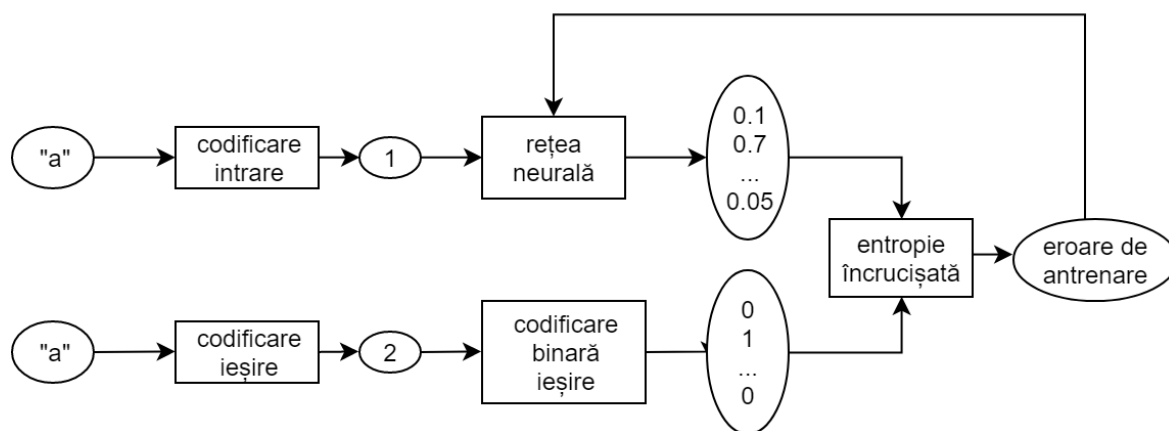 "a"
codificare
intrare
1
rețea
neurală
0.1
0.7
...
0.05
entropie
încrucișată
eroare de
antrenare
"a"
codificare
ieșire
2
codificare
binară
ieșire
0
1
...
0